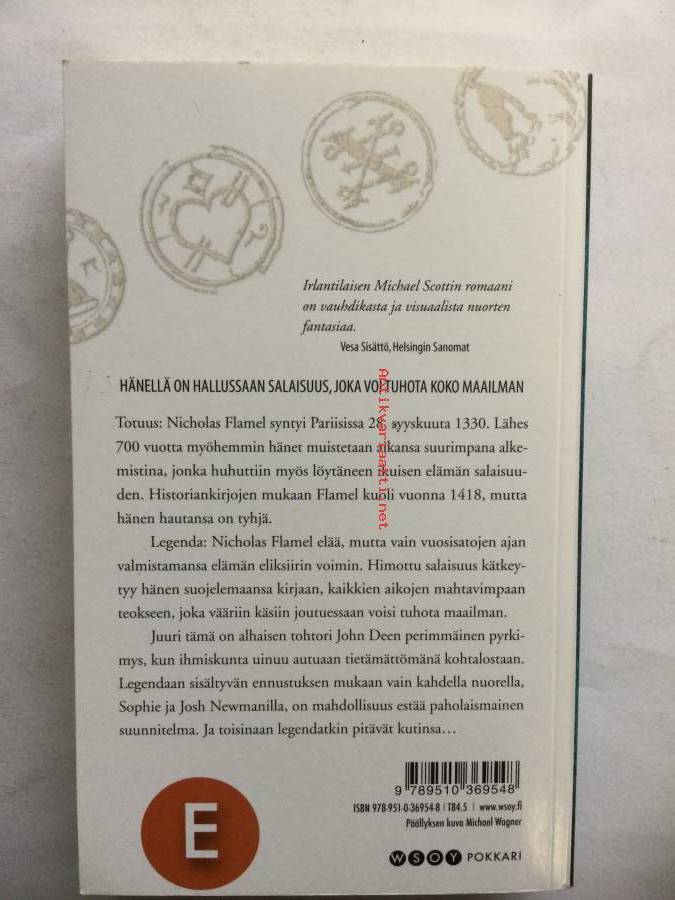 Irlantilaisen Michael Scottin romaani
on vauhdikasta ja visuaalista nuorten
fantasiaa.
Vesa Sisättö, Helsingin Sanomat
HÄNELLÄ ON HALLUSSAAN SALAISUUS, JOKA VOI TUHOTA KOKO MAAILMAN
Totuus: Nicholas Flamel syntyi Pariisissa 28. syyskuuta 1330. Lähes
700 vuotta myöhemmin hänet muistetaan aikansa suurimpana alke-
mistina, jonka huhuttiin myös löytäneen ikuisen elämän salaisuu-
den. Historiankirjojen mukaan Flamel kuoli vuonna 1418, mutta
hänen hautansa on tyhjä.
Legenda: Nicholas Flamel elää, mutta vain vuosisatojen ajan
valmistamansa elämän eliksiirin voimin. Himottu salaisuus kätkey-
tyy hänen suojelemaansa kirjaan, kaikkien aikojen mahtavimpaan
teokseen, joka vääriin käsiin joutuessaan voisi tuhota maailman.
Juuri tämä on alhaisen tohtori John Deen perimmäinen pyrki-
mys, kun ihmiskunta uinuu autuaan tietämättömänä kohtalostaan.
Legendaan sisältyvän ennustuksen mukaan vain kahdella nuorella,
Sophie ja Josh Newmanilla, on mahdollisuus estää paholaismainen
suunnitelma. Ja toisinaan legendatkin pitävät kutinsa...
Antikvariaatti.net
9 789510 369548
ISBN 978-951-0-36954-8 | T84.5 | www.wsoy.fi
Päällyksen kuva Michael Wagner
E
WSOY POKKARI